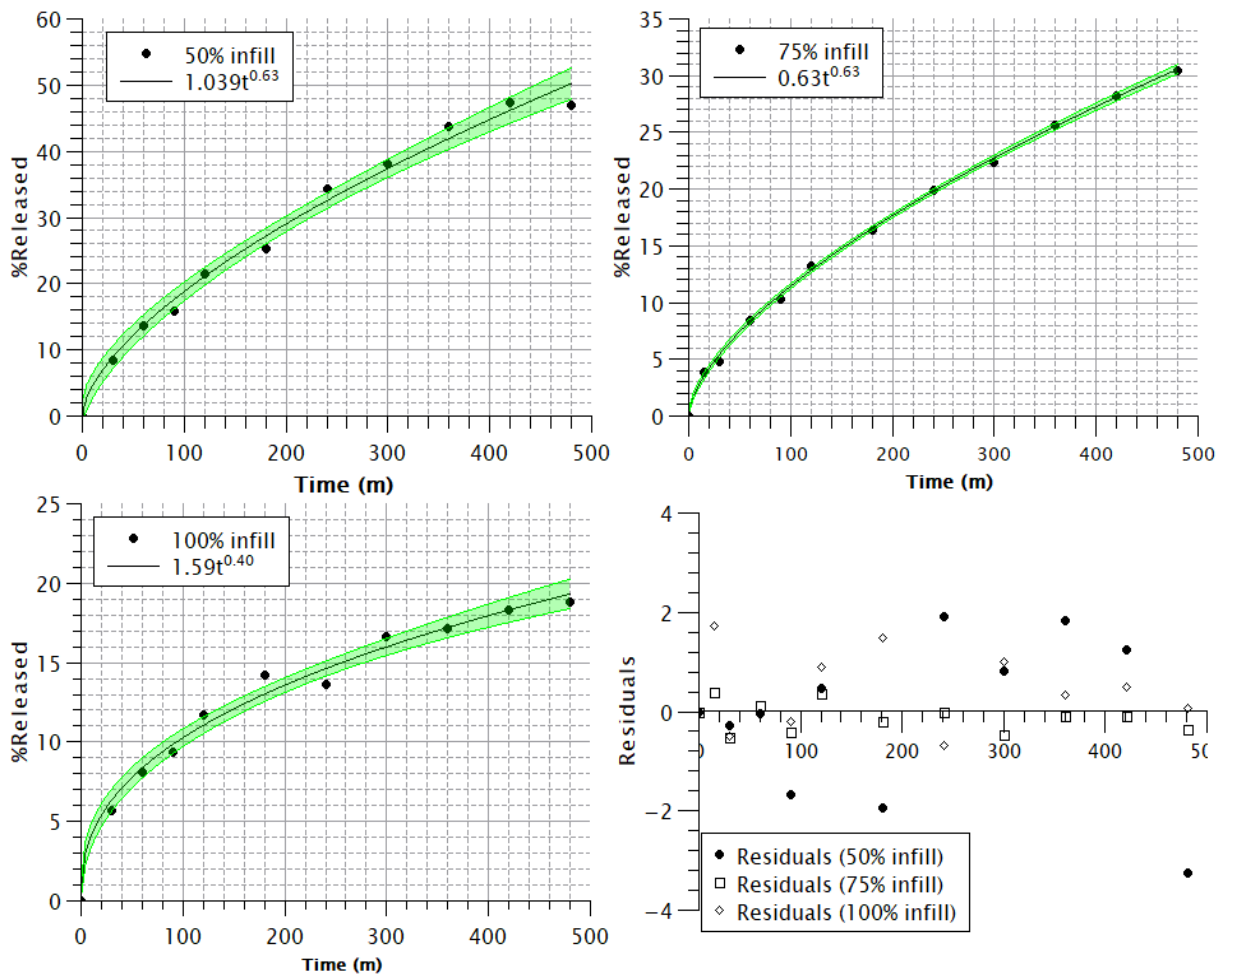 60
50
40
30
20
10
0
%Released
50% infill
1.039t^0.63
0 100 200 300 400 500
Time (m)
35
30
25
20
15
10
5
0
%Released
75% infill
0.63t^0.63
0 100 200 300 400 500
Time (m)
25
20
15
10
5
0
%Released
100% infill
1.59t^0.40
0 100 200 300 400 500
Time (m)
4
2
0
−2
−4
Residuals
100 200 300 400
Residuals (50% infill)
Residuals (75% infill)
Residuals (100% infill)